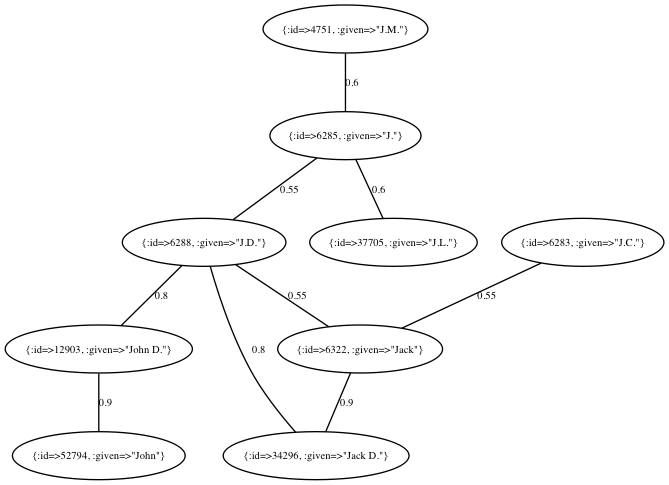 {:id=>4751, :given=>"J.M."}
0.6
{:id=>6285, :given=>"J."}
0.55
0.6
{:id=>6288, :given=>"J.D."}
{:id=>37705, :given=>"J.L."}
{:id=>6283, :given=>"J.C."}
0.8
0.55
0.55
{:id=>12903, :given=>"John D."}
0.8
{:id=>6322, :given=>"Jack"}
0.9
0.9
{:id=>52794, :given=>"John"}
{:id=>34296, :given=>"Jack D."}